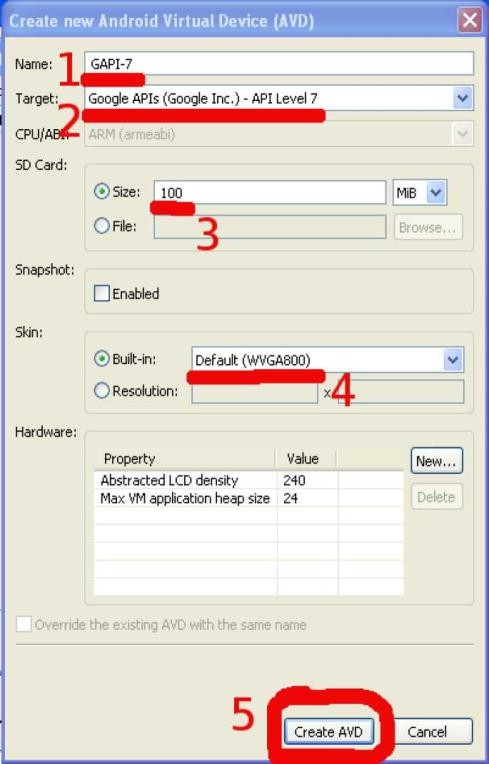 Create new Android Virtual Device (AVD)
Name: GAPI-7
1
Target: Google APIs (Google Inc.) - API Level 7
2
CPU/ABI: ARM (armeabi)
SD Card:
Size: 100 MiB
3
File: Browse...
Snapshot:
Enabled
Skin:
Built-in: Default (WVGA800)
4
Resolution: x
Hardware:
Property Value New...
Abstracted LCD density 240
Max VM application heap size 24 Delete
Override the existing AVD with the same name
5
Create AVD Cancel